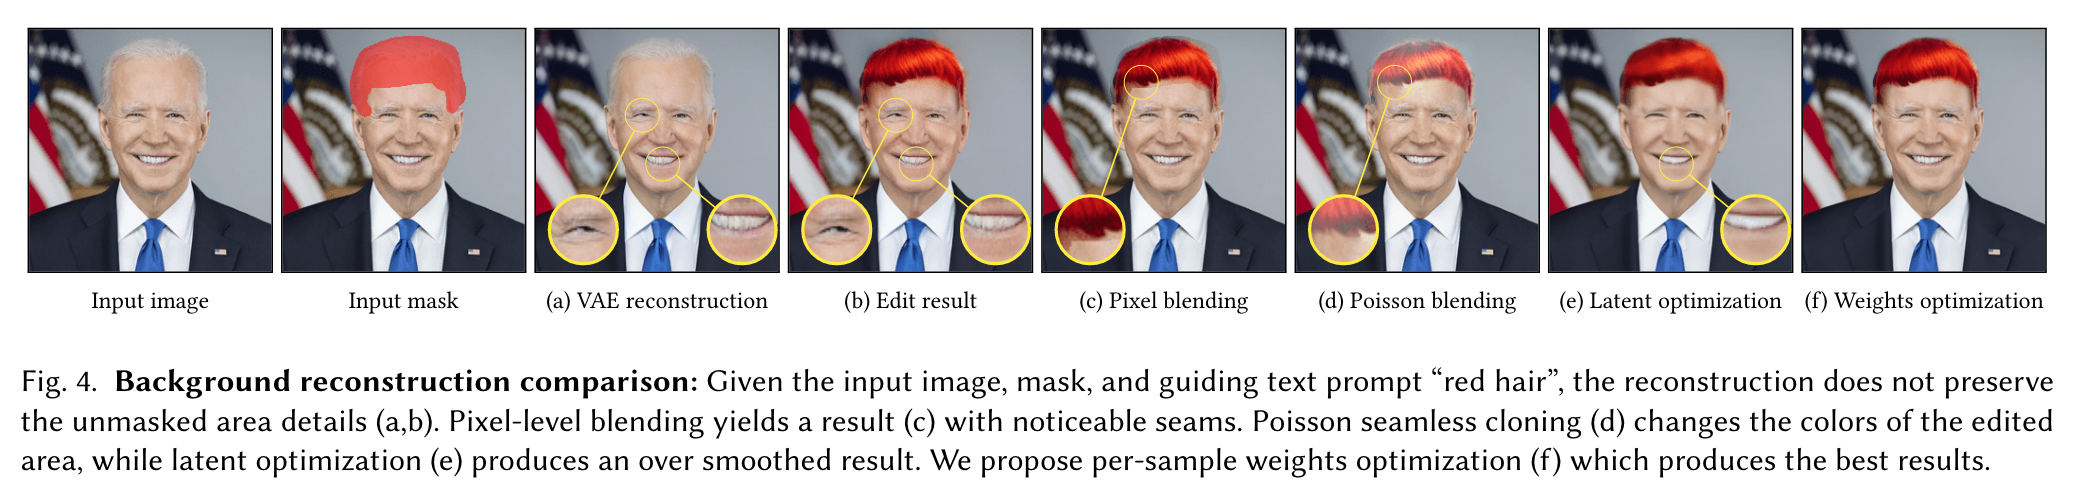 Input image
Input mask
(a) VAE reconstruction
(b) Edit result
(c) Pixel blending
(d) Poisson blending
(e) Latent optimization
(f) Weights optimization
Fig. 4. Background reconstruction comparison: Given the input image, mask, and guiding text prompt “red hair”, the reconstruction does not preserve
the unmasked area details (a,b). Pixel-level blending yields a result (c) with noticeable seams. Poisson seamless cloning (d) changes the colors of the edited
area, while latent optimization (e) produces an over smoothed result. We propose per-sample weights optimization (f) which produces the best results.